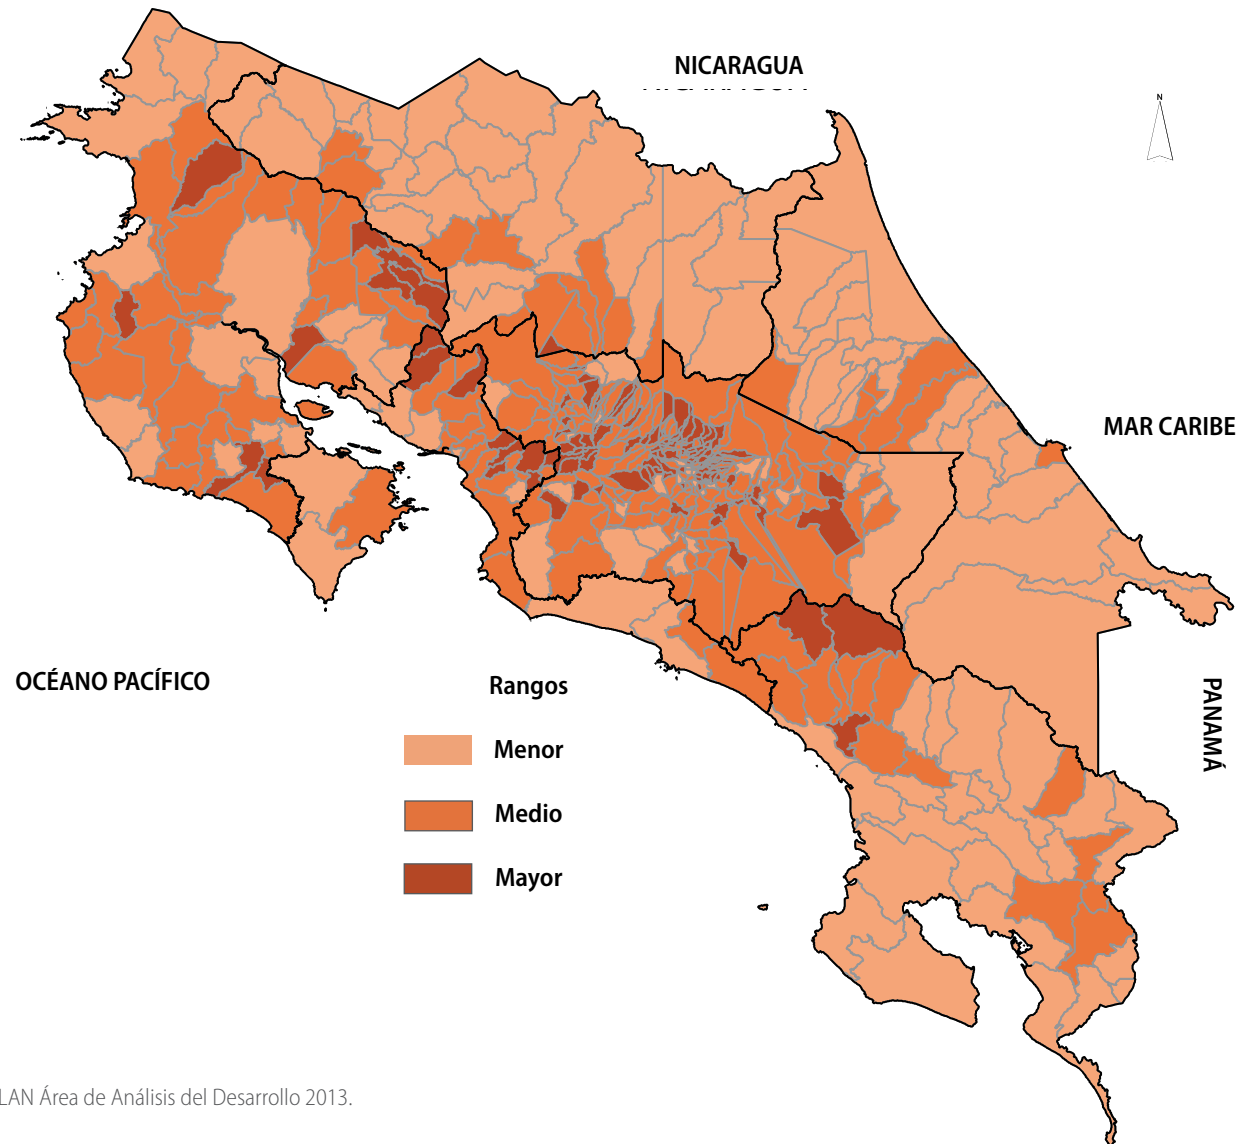 NICARAGUA
N
MAR CARIBE
OCÉANO PACÍFICO
PANAMÁ
Rangos
Menor
Medio
Mayor
LAN Área de Análisis del Desarrollo 2013.